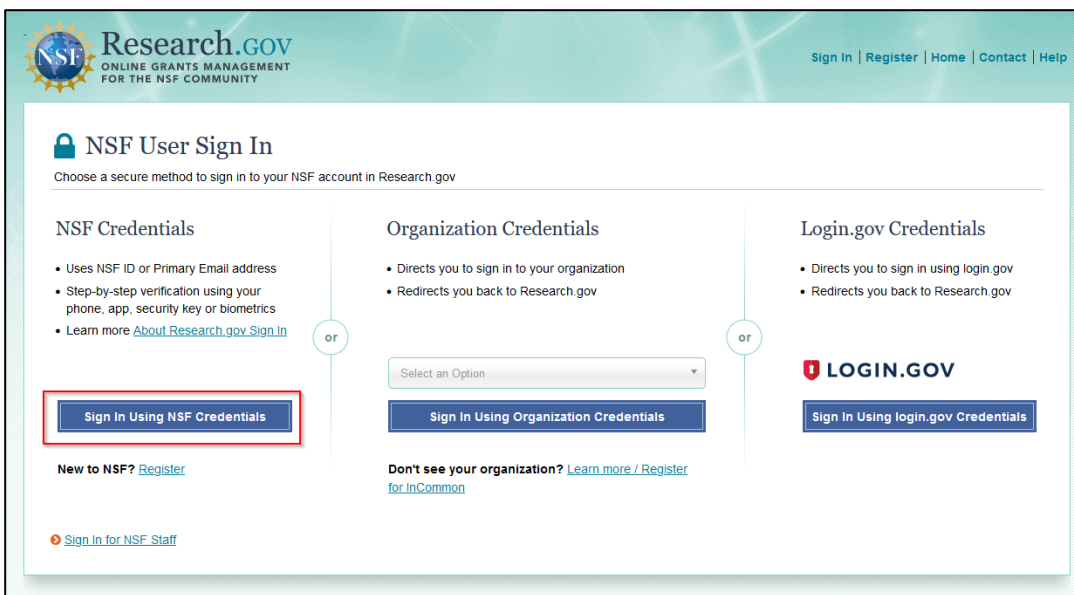 NSF
Research.gov
ONLINE GRANTS MANAGEMENT
FOR THE NSF COMMUNITY
Sign In | Register | Home | Contact | Help
NSF User Sign In
Choose a secure method to sign in to your NSF account in Research.gov
NSF Credentials
• Uses NSF ID or Primary Email address
• Step-by-step verification using your
phone, app, security key or biometrics
• Learn more About Research.gov Sign In
Sign In Using NSF Credentials
New to NSF? Register
or
Organization Credentials
• Directs you to sign in to your organization
• Redirects you back to Research.gov
Select an Option
Sign In Using Organization Credentials
Don't see your organization? Learn more / Register
for InCommon
or
Login.gov Credentials
• Directs you to sign in using login.gov
• Redirects you back to Research.gov
LOGIN.GOV
Sign In Using login.gov Credentials
Sign In for NSF Staff